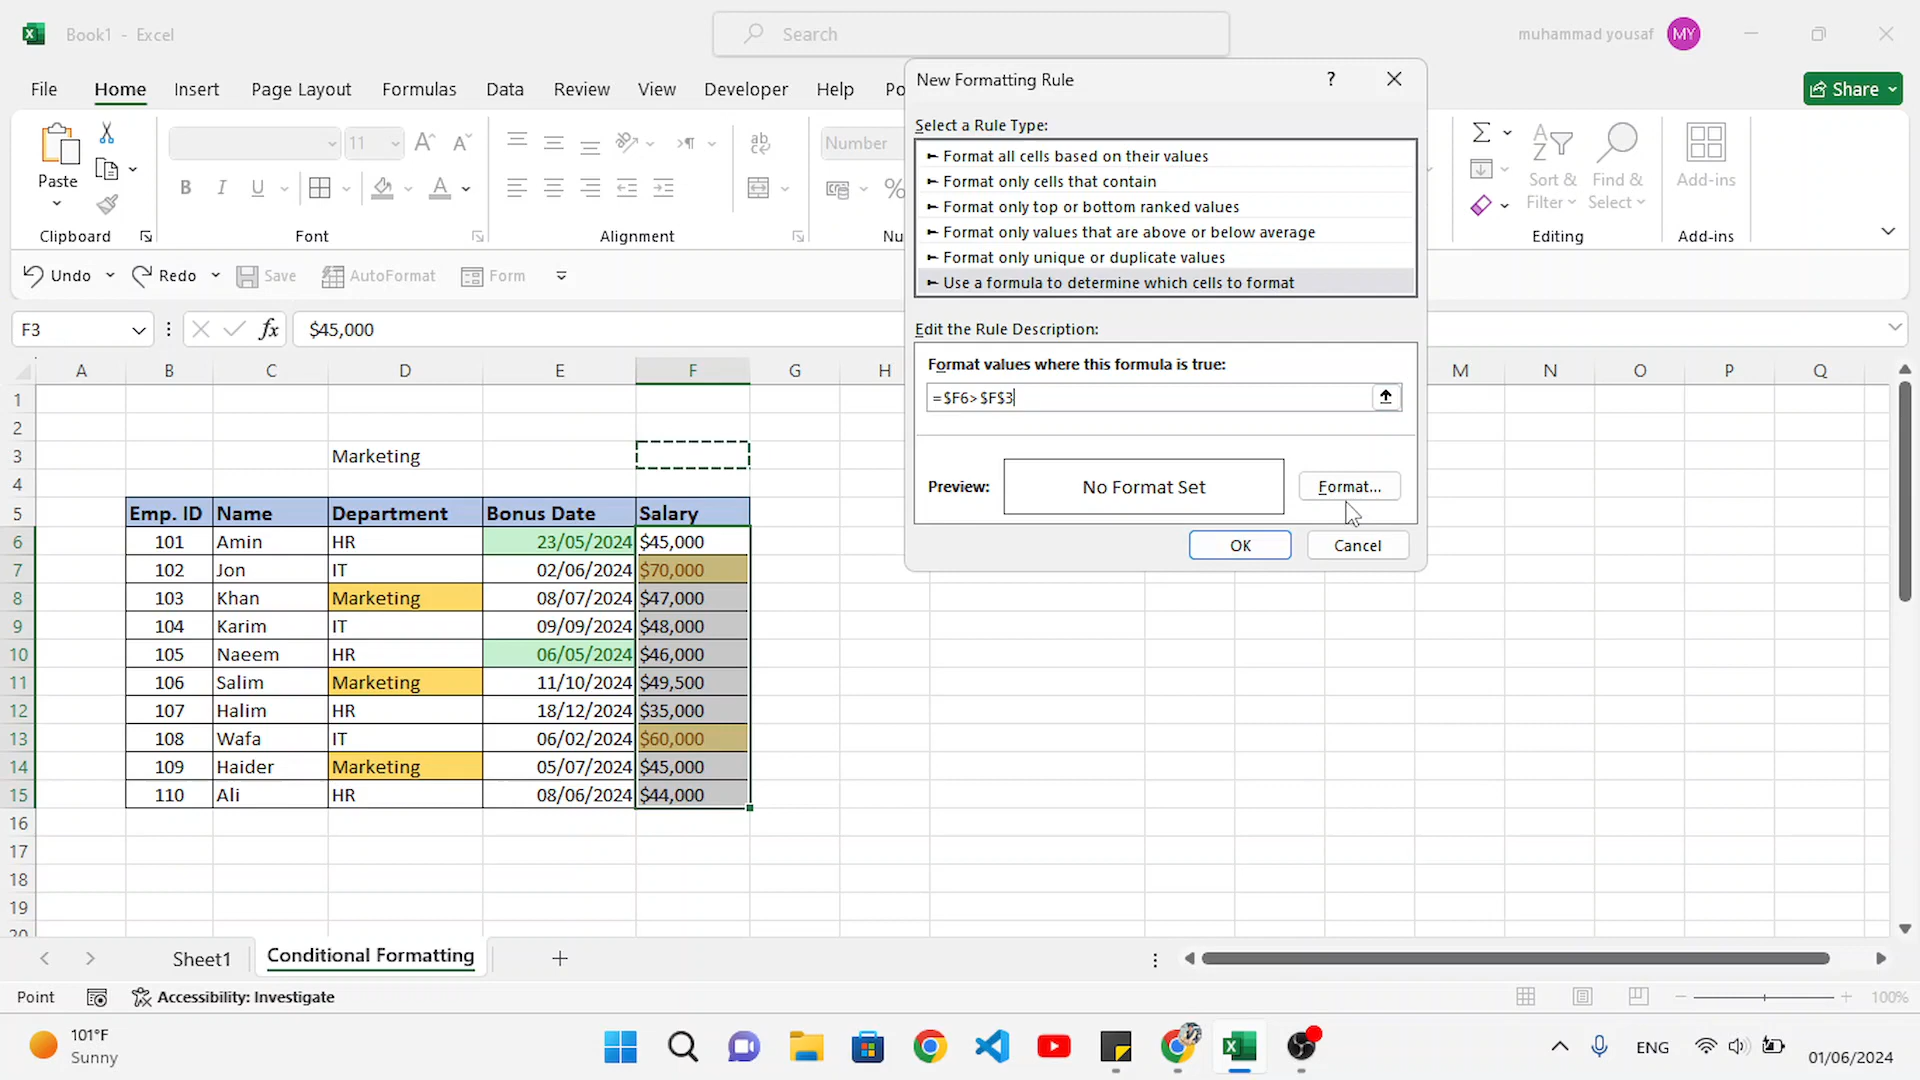 Book1 - Excel
Search
muhammad yousaf
MY
File Home Insert Page Layout Formulas Data Review View Developer Help Po
Share
Paste
Clipboard
11
B I U
Font
ab
Alignment
Number
%
Nu
Sort & Filter
Find & Select
Editing
Add-ins
Add-ins
Undo Redo Save AutoFormat Form
F3
fx
$45,000
New Formatting Rule
?
Select a Rule Type:
Format all cells based on their values
Format only cells that contain
Format only top or bottom ranked values
Format only values that are above or below average
Format only unique or duplicate values
Use a formula to determine which cells to format
Edit the Rule Description:
Format values where this formula is true:
=$F6>$F$3
Preview:
No Format Set
Format...
OK
Cancel
A B C D E F G H M N O P Q
1
2
3 Marketing
4
5 Emp. ID Name Department Bonus Date Salary
6 101 Amin HR 23/05/2024 $45,000
7 102 Jon IT 02/06/2024 $70,000
8 103 Khan Marketing 08/07/2024 $47,000
9 104 Karim IT 09/09/2024 $48,000
10 105 Naeem HR 06/05/2024 $46,000
11 106 Salim Marketing 11/10/2024 $49,500
12 107 Halim HR 18/12/2024 $35,000
13 108 Wafa IT 06/02/2024 $60,000
14 109 Haider Marketing 05/07/2024 $45,000
15 110 Ali HR 08/06/2024 $44,000
16
17
18
19
20
Sheet1
Conditional Formatting
Point
Accessibility: Investigate
100%
101°F
Sunny
ENG
01/06/2024